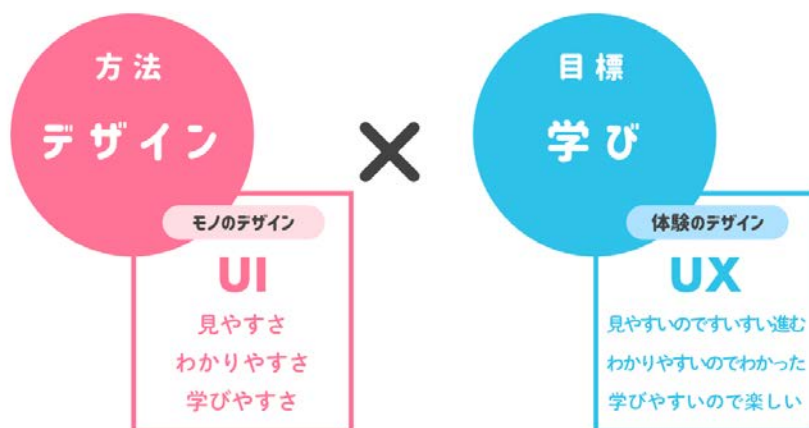 方法
デザイン
モノのデザイン
UI
見やすさ
わかりやすさ
学びやすさ
×
目標
学び
体験のデザイン
UX
見やすいのですいすい進む
わかりやすいのでわかった
学びやすいので楽しい